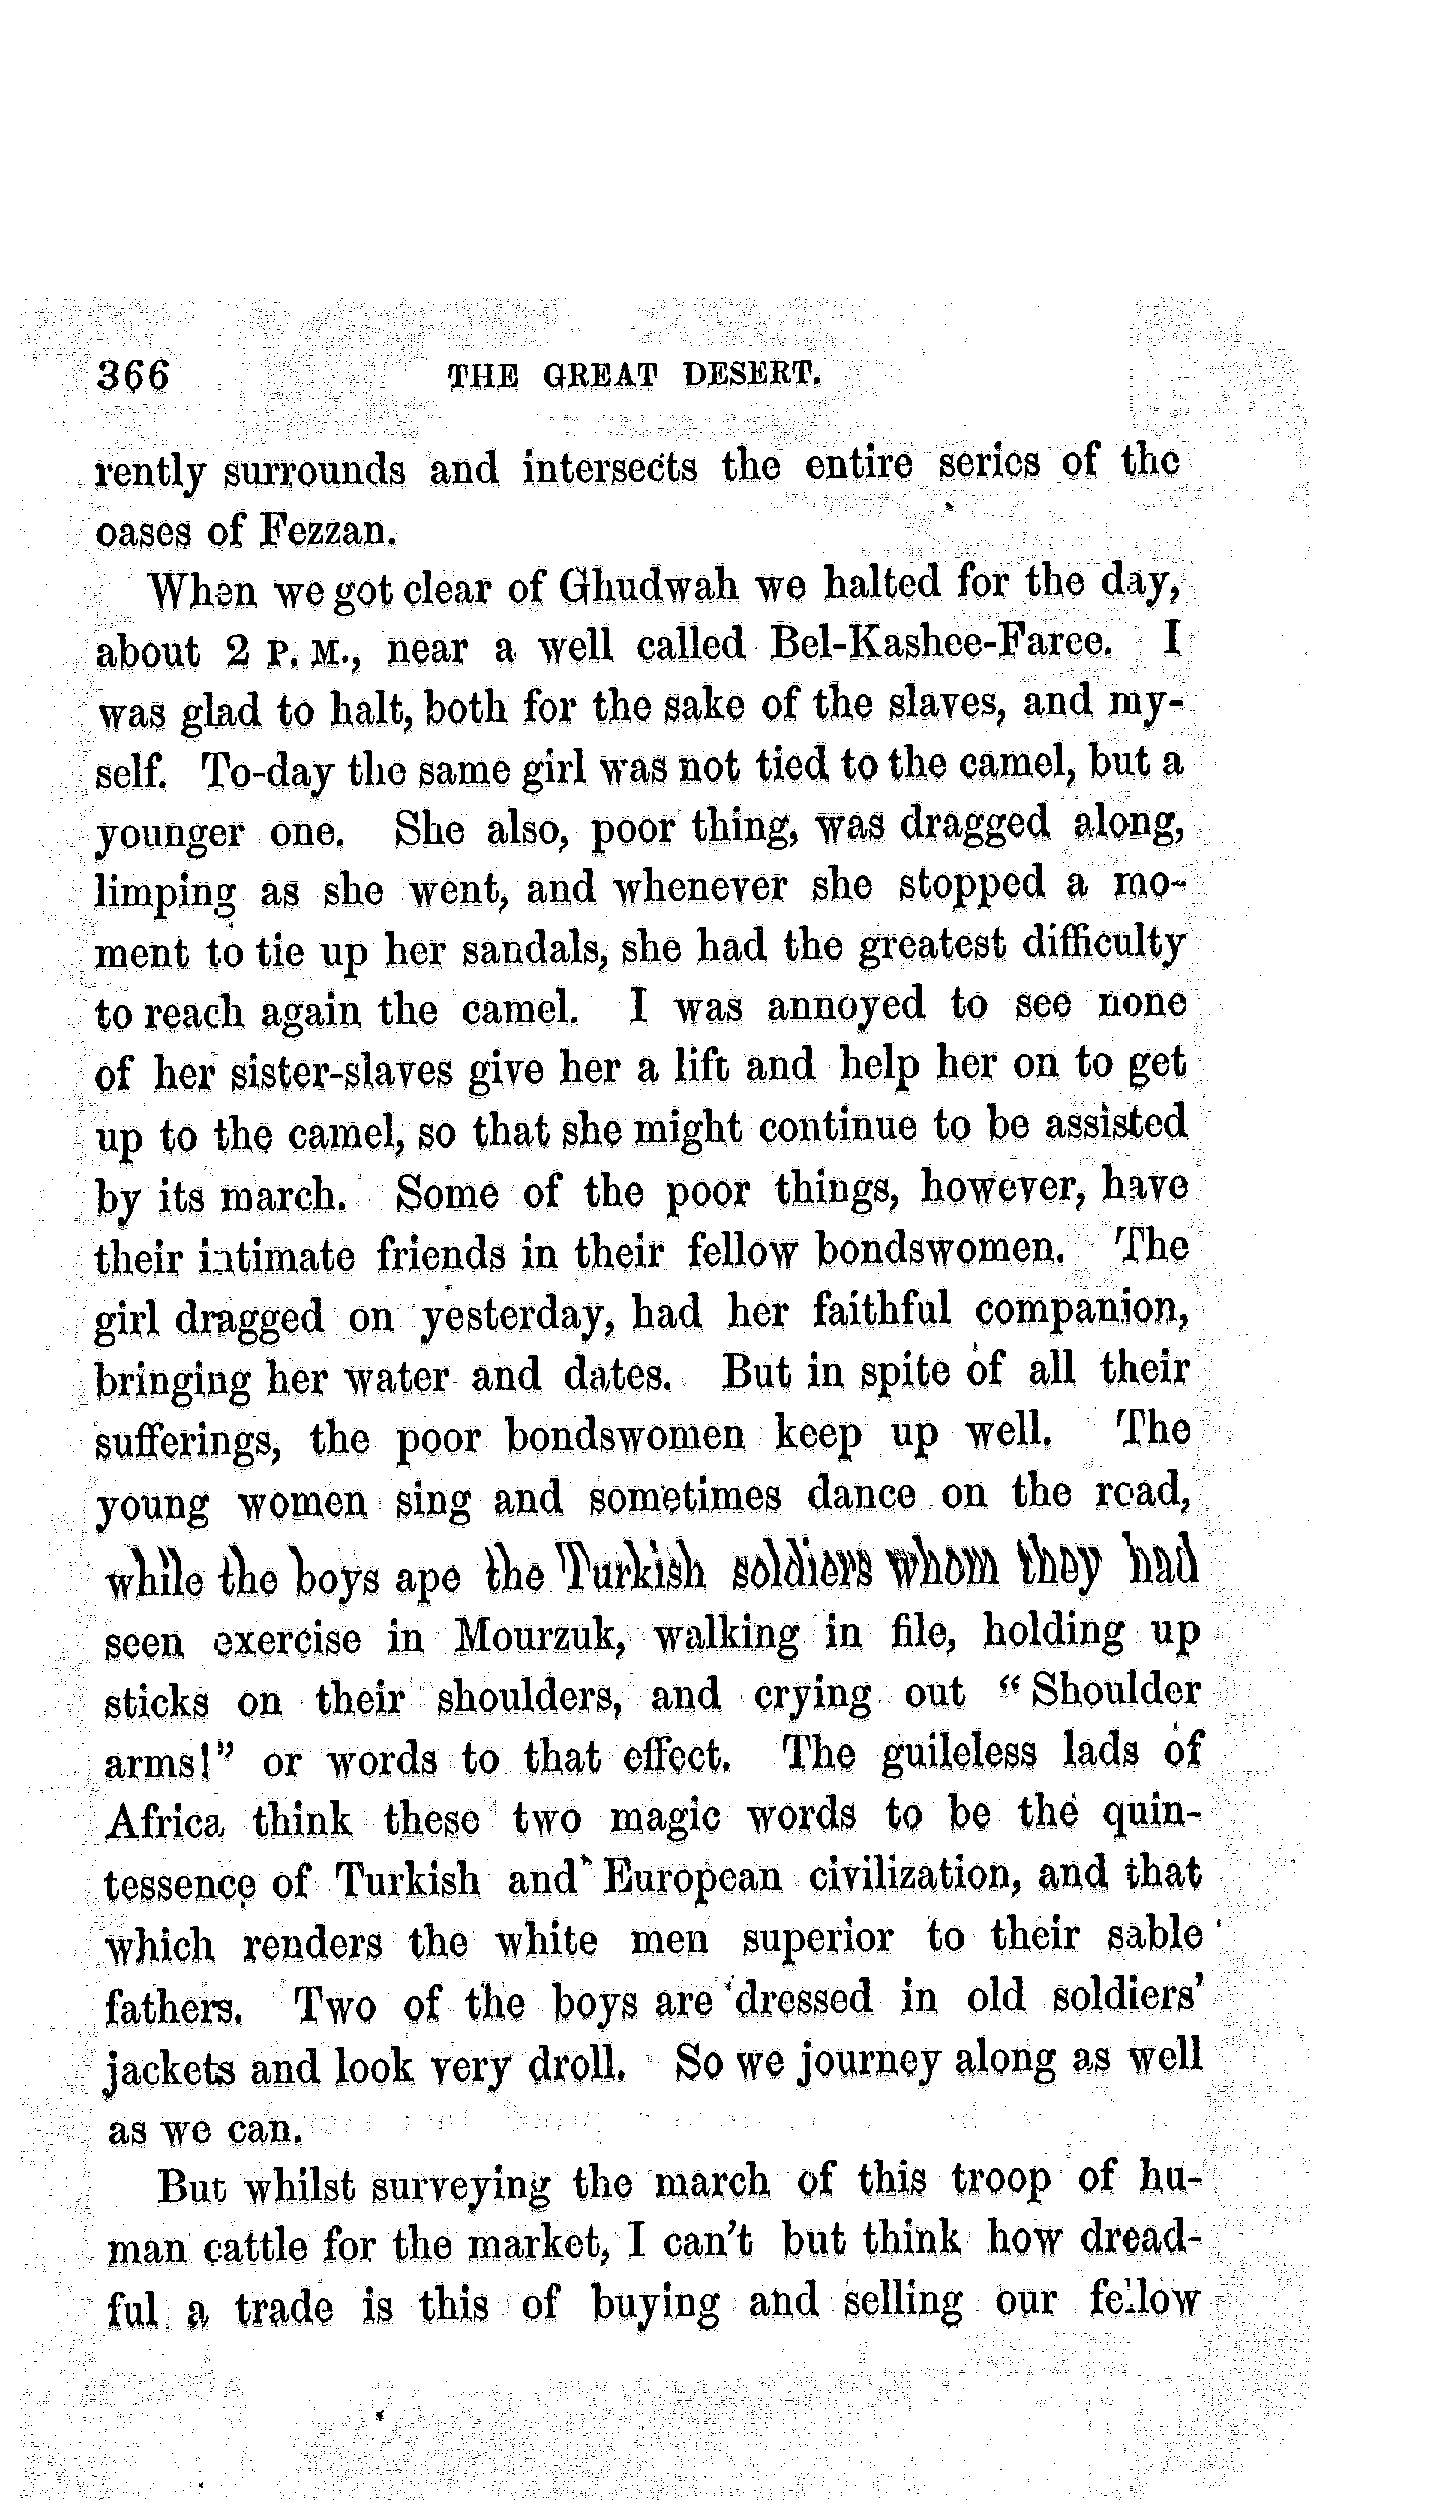 366 THE GREAT DESERT.
rently surrounds and intersects the entire series of the
oases of Fezzan.
When we got clear of Ghudwah we halted for the day,
about 2 P. M., near a well called Bel-Kashee-Faree. I
was glad to halt, both for the sake of the slaves, and my-
self. To-day the same girl was not tied to the camel, but a
younger one. She also, poor thing, was dragged along,
limping as she went, and whenever she stopped a mo-
ment to tie up her sandals, she had the greatest difficulty
to reach again the camel. I was annoyed to see none
of her sister-slaves give her a lift and help her on to get
up to the camel, so that she might continue to be assisted
by its march. Some of the poor things, however, have
their intimate friends in their fellow bondswomen. The
girl dragged on yesterday, had her faithful companion,
bringing her water and dates. But in spite of all their
sufferings, the poor bondswomen keep up well. The
young women sing and sometimes dance on the road,
while the boys ape the Turkish soldiers whom they had
seen exercise in Mourzuk, walking in file, holding up
sticks on their shoulders, and crying out "Shoulder
arms!" or words to that effect. The guileless lads of
Africa think these two magic words to be the quin-
tessence of Turkish and European civilization, and that
which renders the white men superior to their sable
fathers. Two of the boys are dressed in old soldiers'
jackets and look very droll. So we journey along as well
as we can.
But whilst surveying the march of this troop of hu-
man cattle for the market, I can't but think how dread-
ful a trade is this of buying and selling our fellow